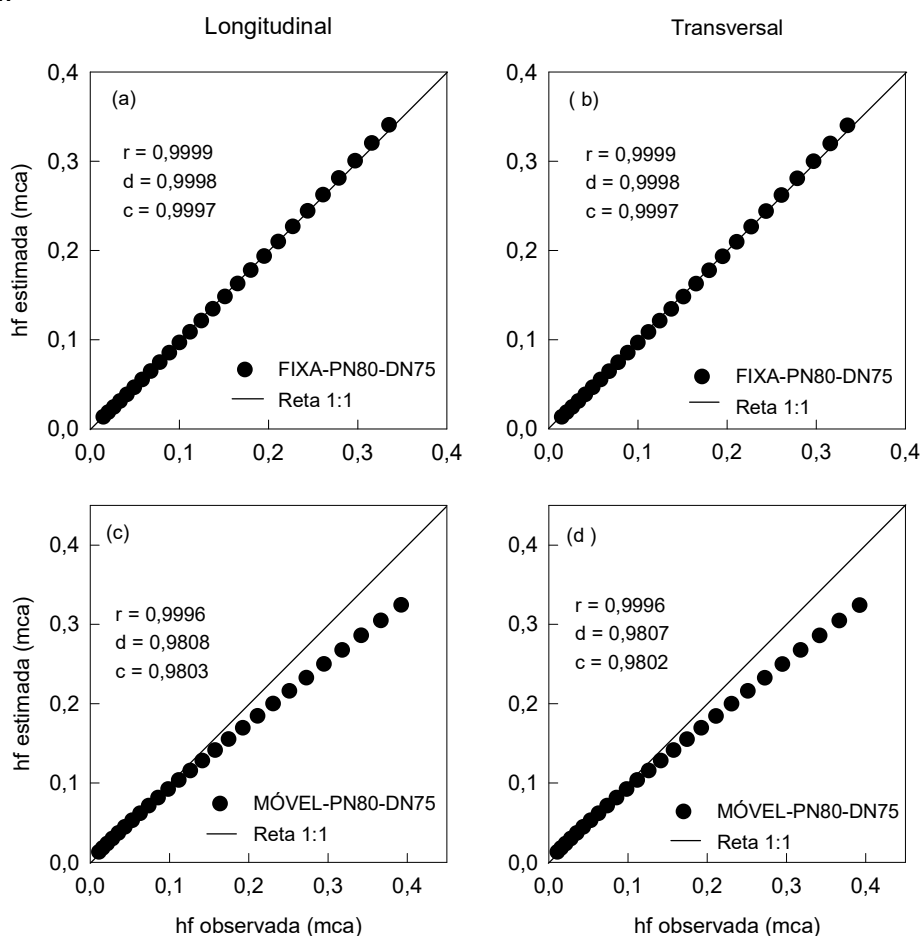 Longitudinal
Transversal
0,4
0,3
0,2
0,1
0,0
hf estimada (mca)
(a)
r = 0,9999
d = 0,9998
c = 0,9997
FIXA-PN80-DN75
Reta 1:1
0,0 0,1 0,2 0,3 0,4
0,4
0,3
0,2
0,1
0,0
( b)
r = 0,9999
d = 0,9998
c = 0,9997
FIXA-PN80-DN75
Reta 1:1
0,0 0,1 0,2 0,3 0,4
0,4
0,3
0,2
0,1
0,0
hf estimada (mca)
(c)
r = 0,9996
d = 0,9808
c = 0,9803
MÓVEL-PN80-DN75
Reta 1:1
0,0 0,1 0,2 0,3 0,4
hf observada (mca)
0,4
0,3
0,2
0,1
0,0
(d )
r = 0,9996
d = 0,9807
c = 0,9802
MÓVEL-PN80-DN75
Reta 1:1
0,0 0,1 0,2 0,3 0,4
hf observada (mca)